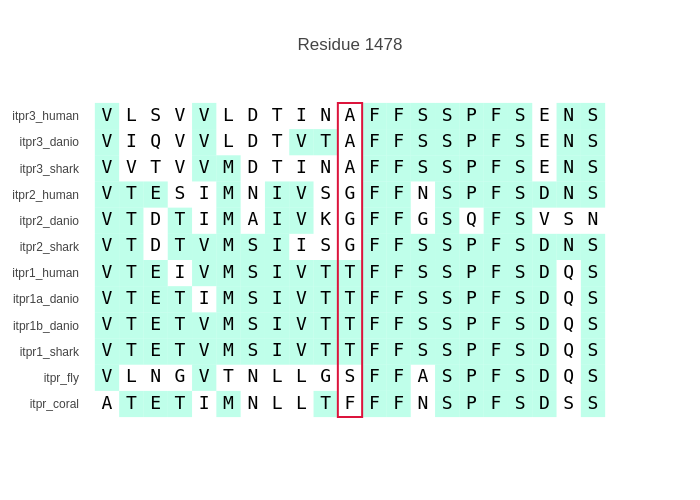 Residue 1478
itpr3_human V L S V V L D T I N A F F S S P F S E N S
itpr3_danio V I Q V V L D T V T A F F S S P F S E N S
itpr3_shark V V T V V M D T I N A F F S S P F S E N S
itpr2_human V T E S I M N I V S G F F N S P F S D N S
itpr2_danio V T D T I M A I V K G F F G S Q F S V S N
itpr2_shark V T D T V M S I I S G F F S S P F S D N S
itpr1_human V T E I V M S I V T T F F S S P F S D Q S
itpr1a_danio V T E T I M S I V T T F F S S P F S D Q S
itpr1b_danio V T E T V M S I V T T F F S S P F S D Q S
itpr1_shark V T E T V M S I V T T F F S S P F S D Q S
itpr_fly V L N G V T N L L G S F F A S P F S D Q S
itpr_coral A T E T I M N L L T F F F N S P F S D S S